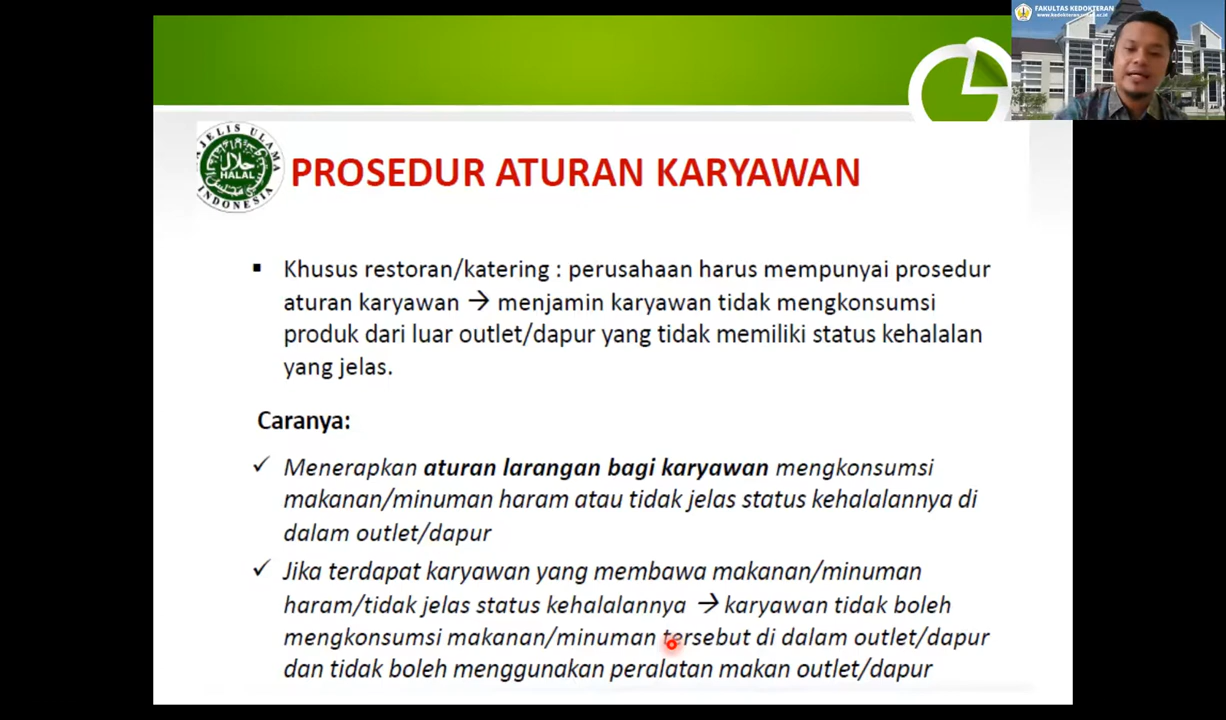 FAKULTAS KEDOKTERAN
MAJELIS ULAMA
حلال
HALAL
INDONESIA
PROSEDUR ATURAN KARYAWAN
▪ Khusus restoran/katering : perusahaan harus mempunyai prosedur
aturan karyawan → menjamin karyawan tidak mengkonsumsi
produk dari luar outlet/dapur yang tidak memiliki status kehalalan
yang jelas.
Caranya:
✓ Menerapkan aturan larangan bagi karyawan mengkonsumsi
makanan/minuman haram atau tidak jelas status kehalalannya di
dalam outlet/dapur
✓ Jika terdapat karyawan yang membawa makanan/minuman
haram/tidak jelas status kehalalannya → karyawan tidak boleh
mengkonsumsi makanan/minuman tersebut di dalam outlet/dapur
dan tidak boleh menggunakan peralatan makan outlet/dapur